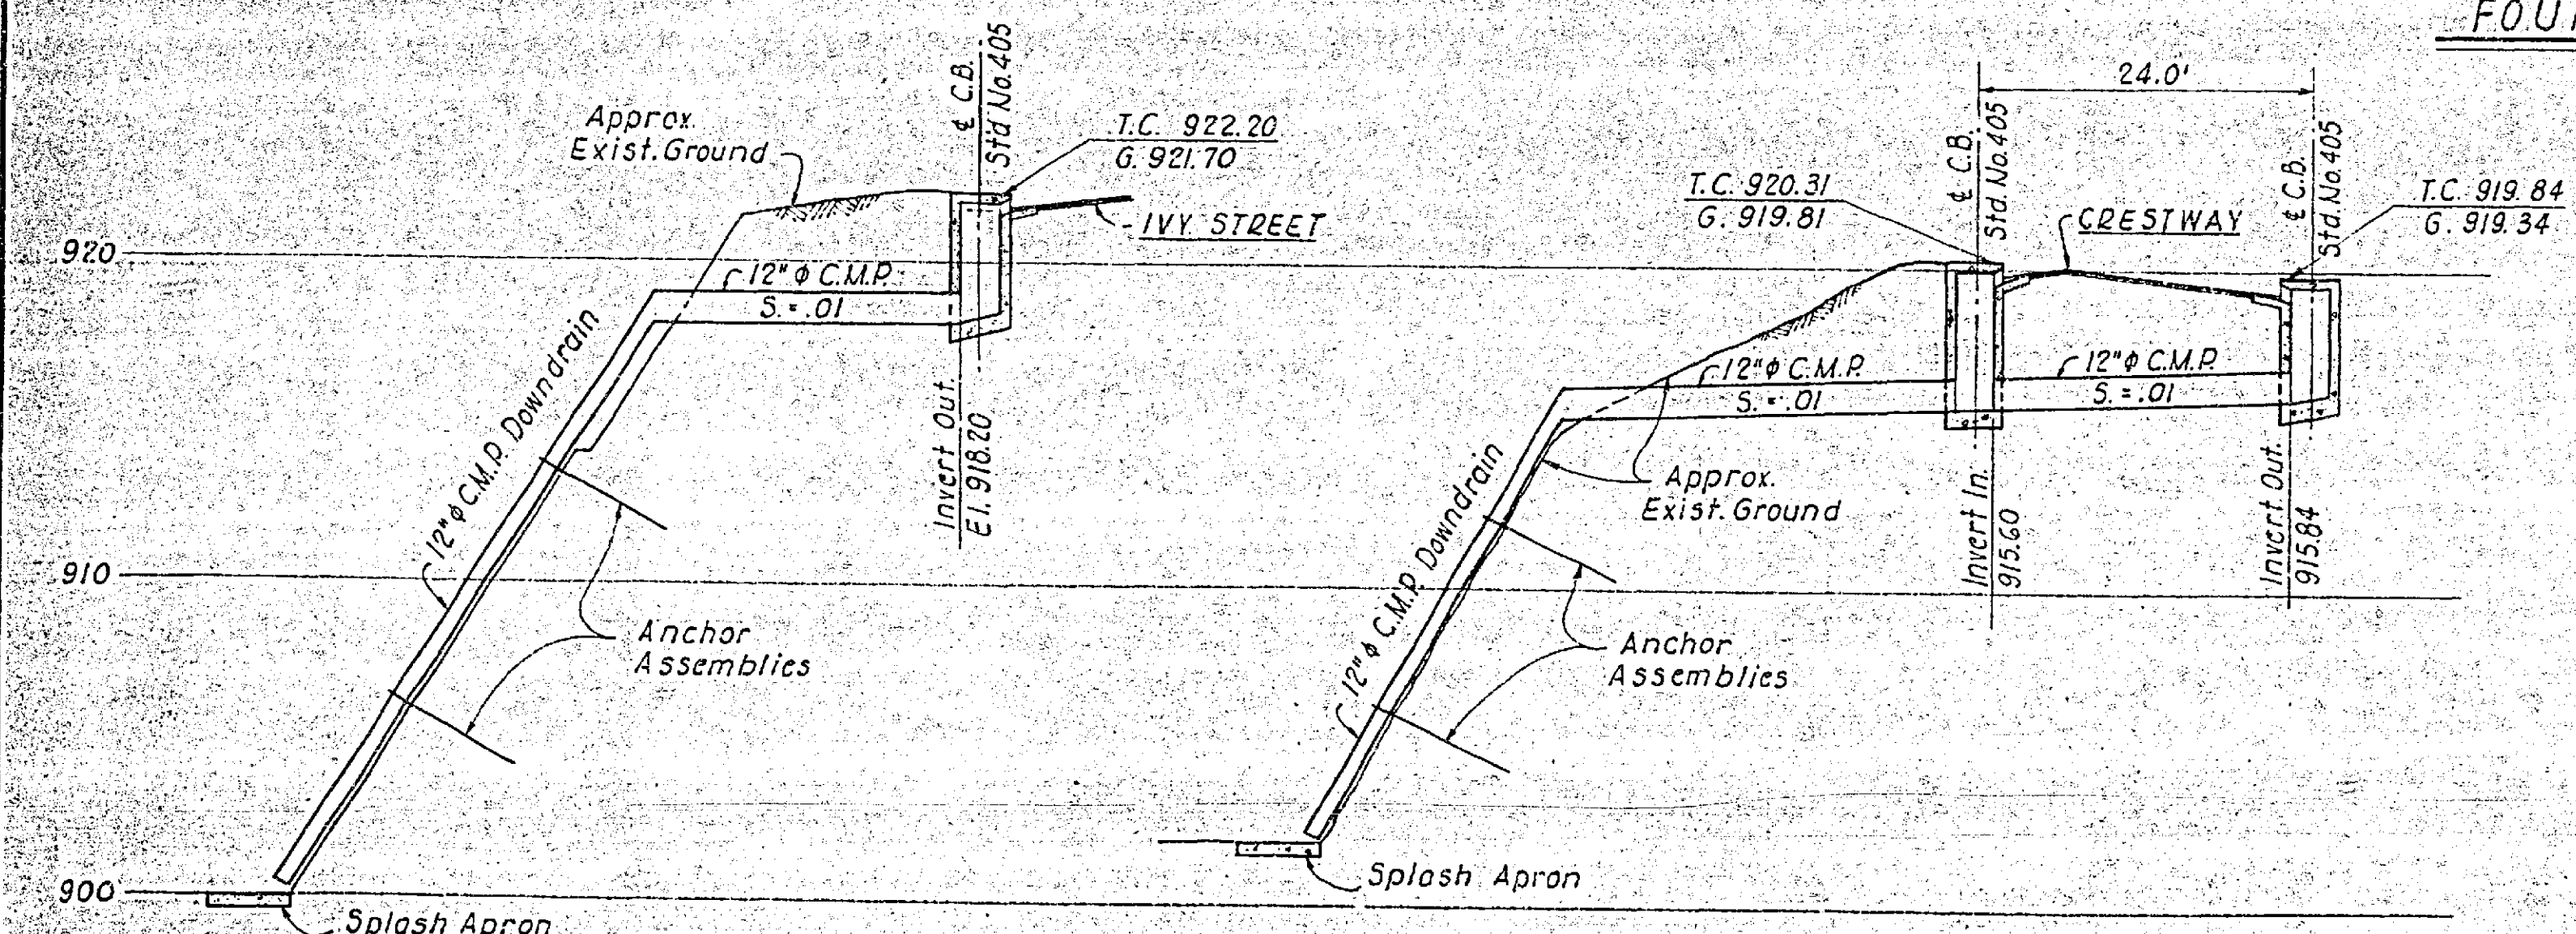 FOU
24.0'
₵ C.B.
Std No.405
Approx.
Exist. Ground
T.C. 922.20
G. 921.70
IVY STREET
920
12" ϕ C.M.P.
S. = .01
12" ϕ C.M.P. Downdrain
Invert Out.
El. 918.20
910
Anchor
Assemblies
900
Splash Apron
T.C. 920.31
G. 919.81
₵ C.B.
Std. No.405
CRESTWAY
₵ C.B.
Std. No.405
T.C. 919.84
G. 919.34
12" ϕ C.M.P.
S. = .01
12" ϕ C.M.P.
S. = .01
Approx.
Exist. Ground
Invert In.
915.60
Invert Out.
915.84
12" ϕ C.M.P. Downdrain
Anchor
Assemblies
Splash Apron